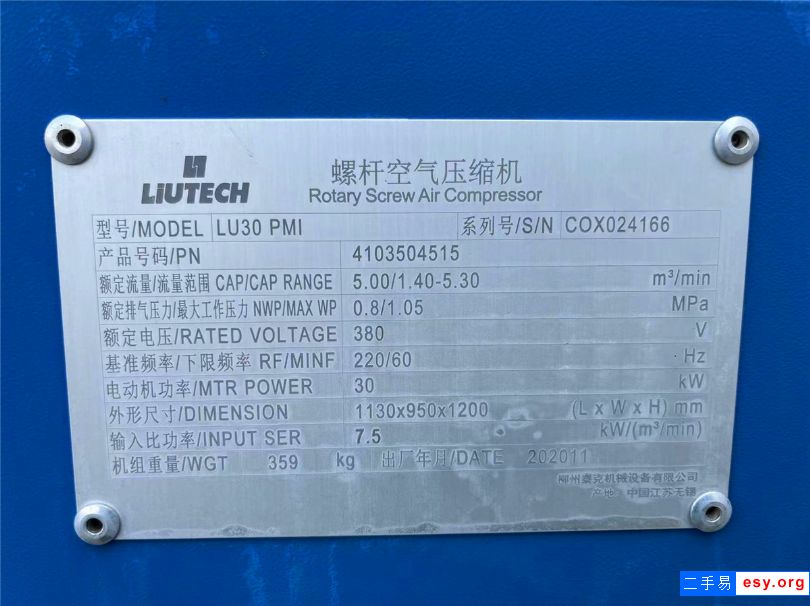 LIUTECH
螺杆空气压缩机
Rotary Screw Air Compressor
型号/MODEL LU30 PMI 系列号/S/N COX024166
产品号码/PN 4103504515
额定流量/流量范围 CAP/CAP RANGE 5.00/1.40-5.30 m³/min
额定排气压力/最大工作压力 NWP/MAX WP 0.8/1.05 MPa
额定电压/RATED VOLTAGE 380 V
基准频率/下限频率 RF/MINF 220/60 Hz
电动机功率/MTR POWER 30 kW
外形尺寸/DIMENSION 1130x950x1200 (L x W x H) mm
输入比功率/INPUT SER 7.5 kW/(m³/min)
机组重量/WGT 359 kg 出厂年月/DATE 202011
柳州泰克机械设备有限公司
产地：中国江苏无锡
二手易 esy.org